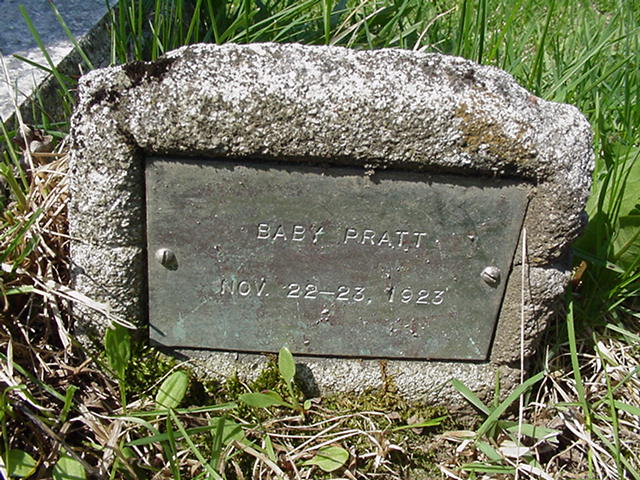 BABY PRATT
NOV. 22-23, 1923